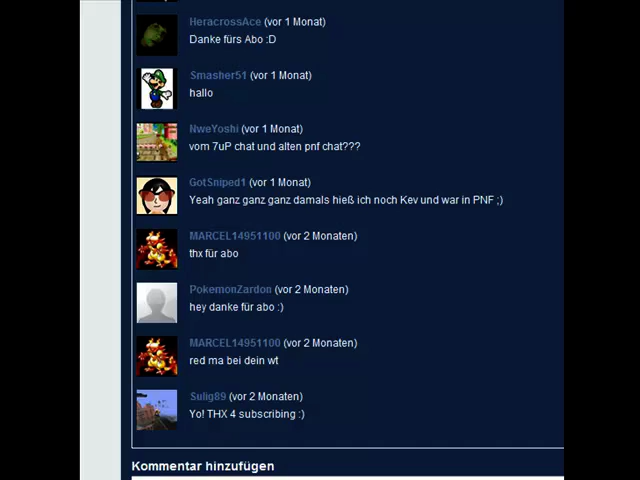 HeracrossAce (vor 1 Monat)
Danke fürs Abo :D
Smasher51 (vor 1 Monat)
hallo
NweYoshi (vor 1 Monat)
vom 7uP chat und alten pnf chat???
GotSniped1 (vor 1 Monat)
Yeah ganz ganz ganz damals hieß ich noch Kev und war in PNF ;)
MARCEL14951100 (vor 2 Monaten)
thx für abo
PokemonZardon (vor 2 Monaten)
hey danke für abo :)
MARCEL14951100 (vor 2 Monaten)
red ma bei dein wt
Sulig89 (vor 2 Monaten)
Yo! THX 4 subscribing :)
Kommentar hinzufügen